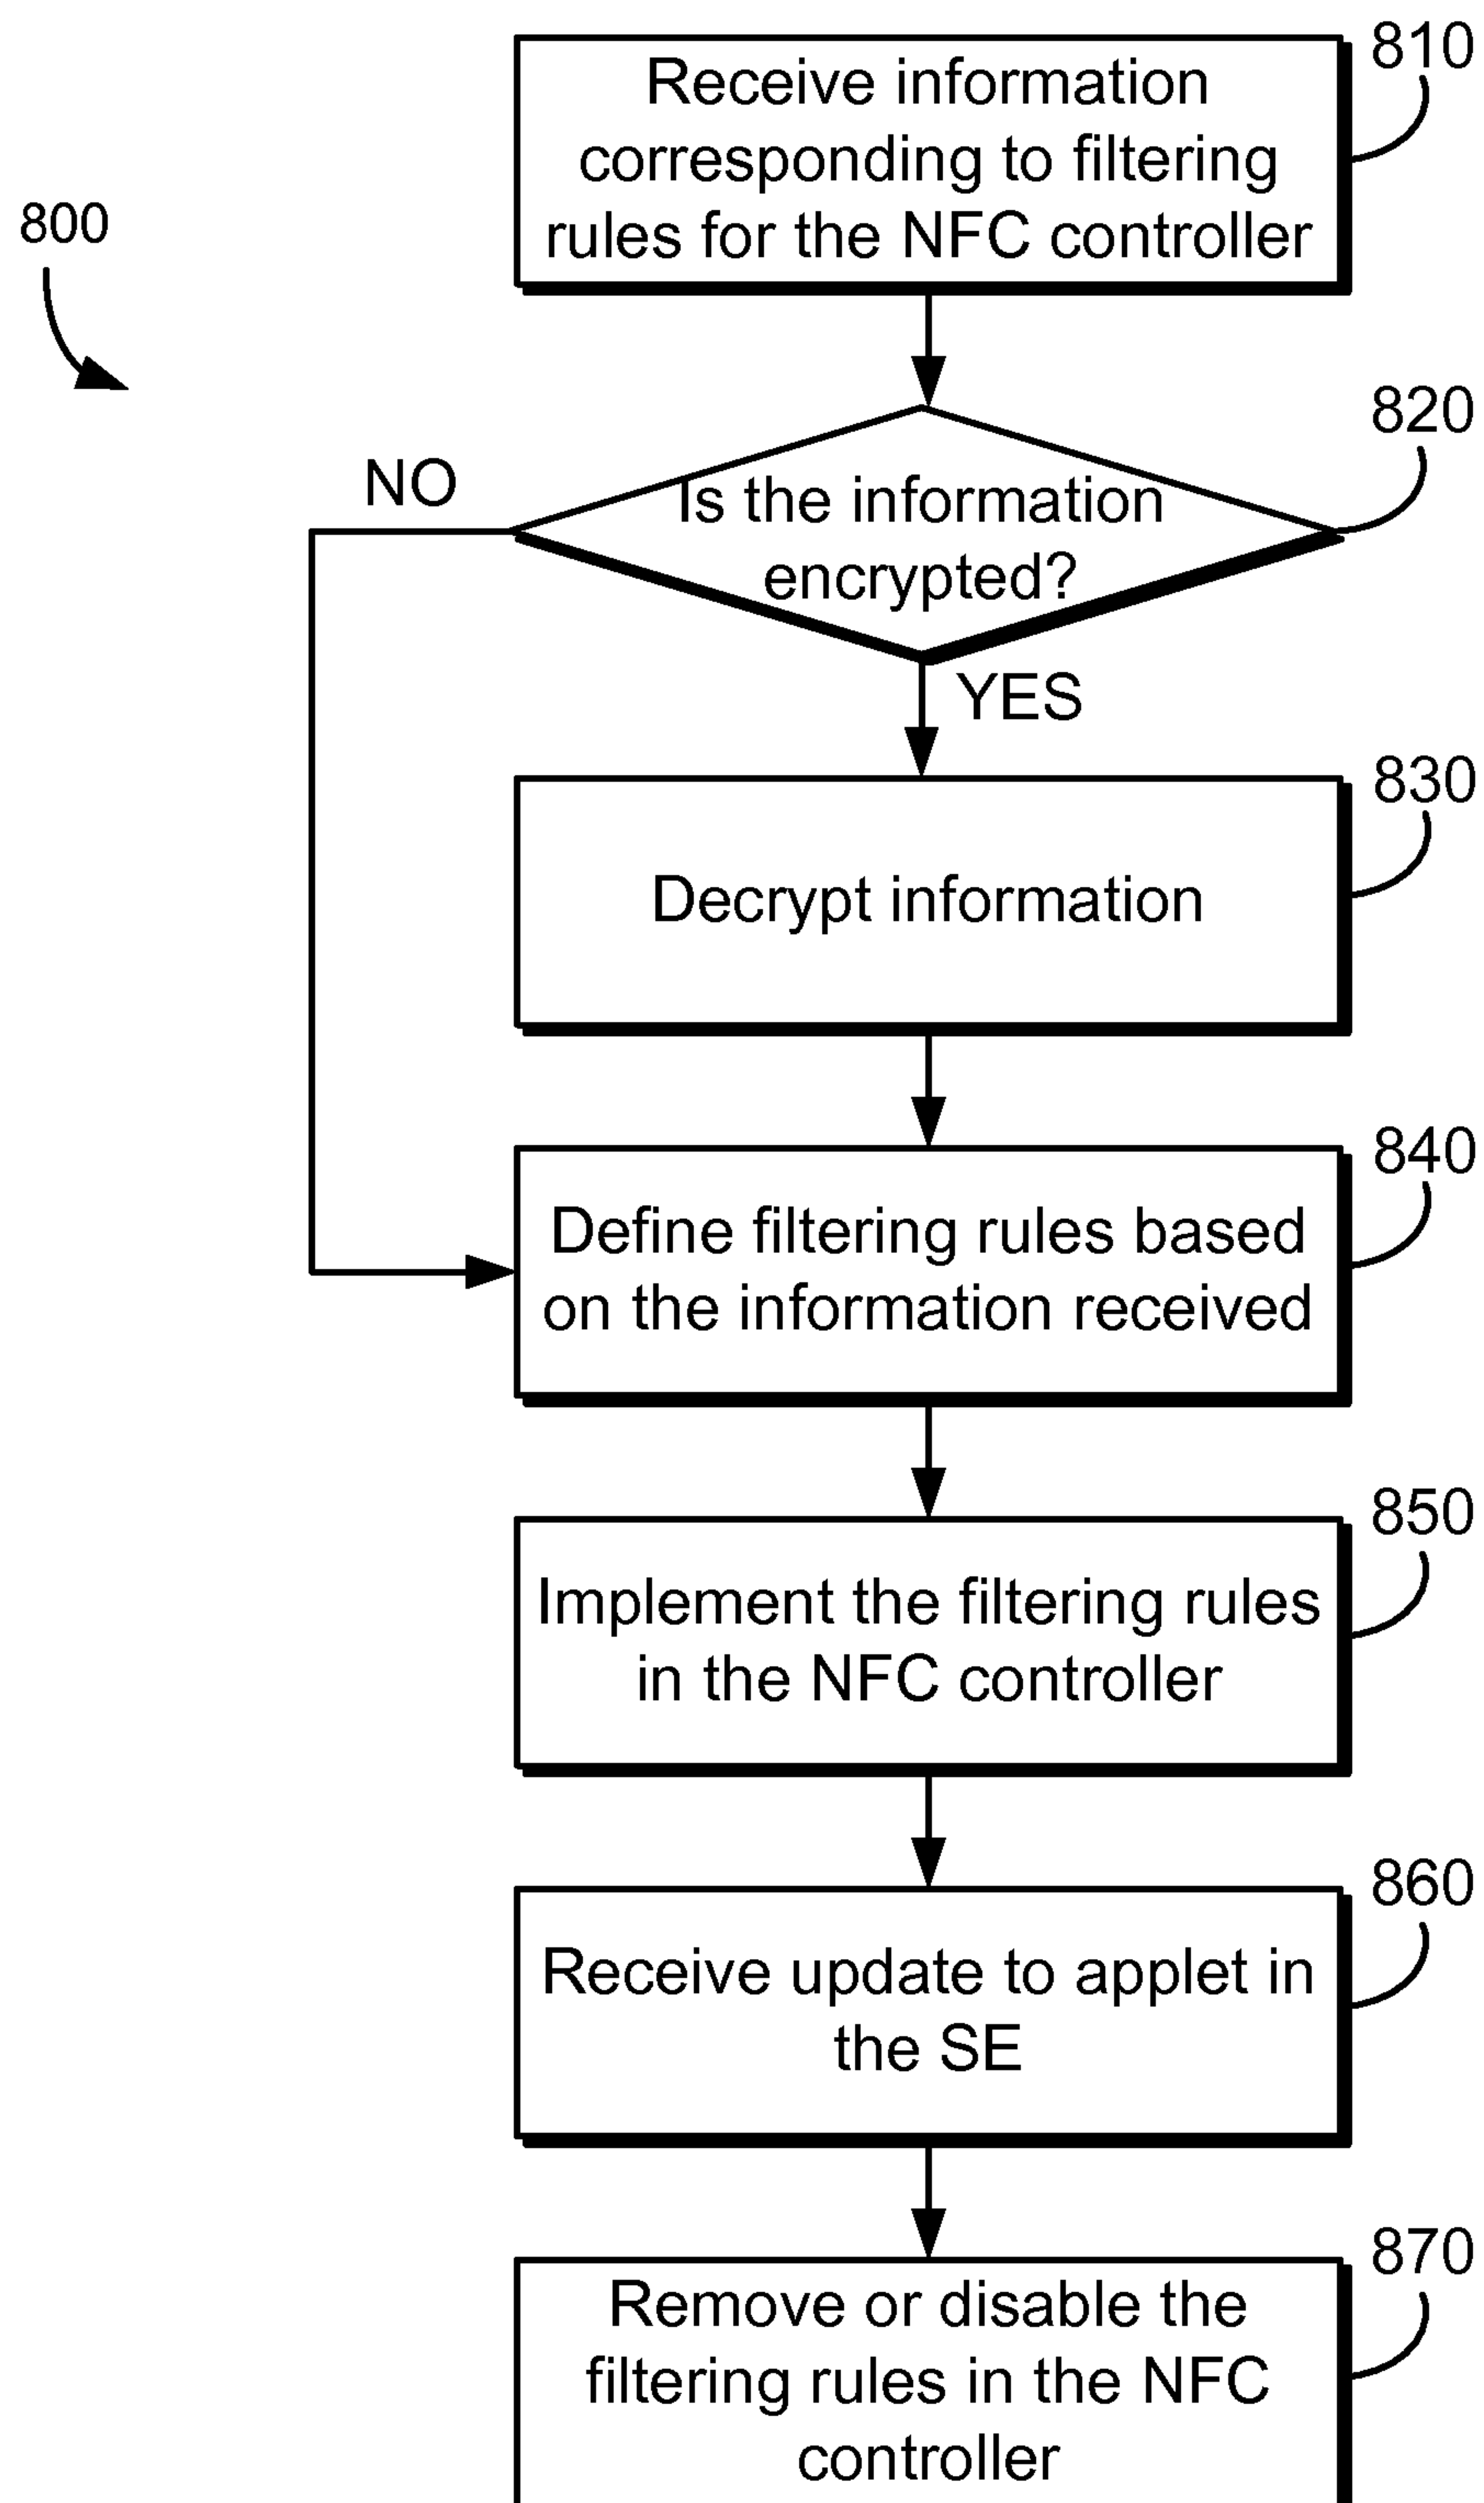 810
Receive information
corresponding to filtering
rules for the NFC controller
800
820
NO
Is the information
encrypted?
YES
830
Decrypt information
840
Define filtering rules based
on the information received
850
Implement the filtering rules
in the NFC controller
860
Receive update to applet in
the SE
870
Remove or disable the
filtering rules in the NFC
controller